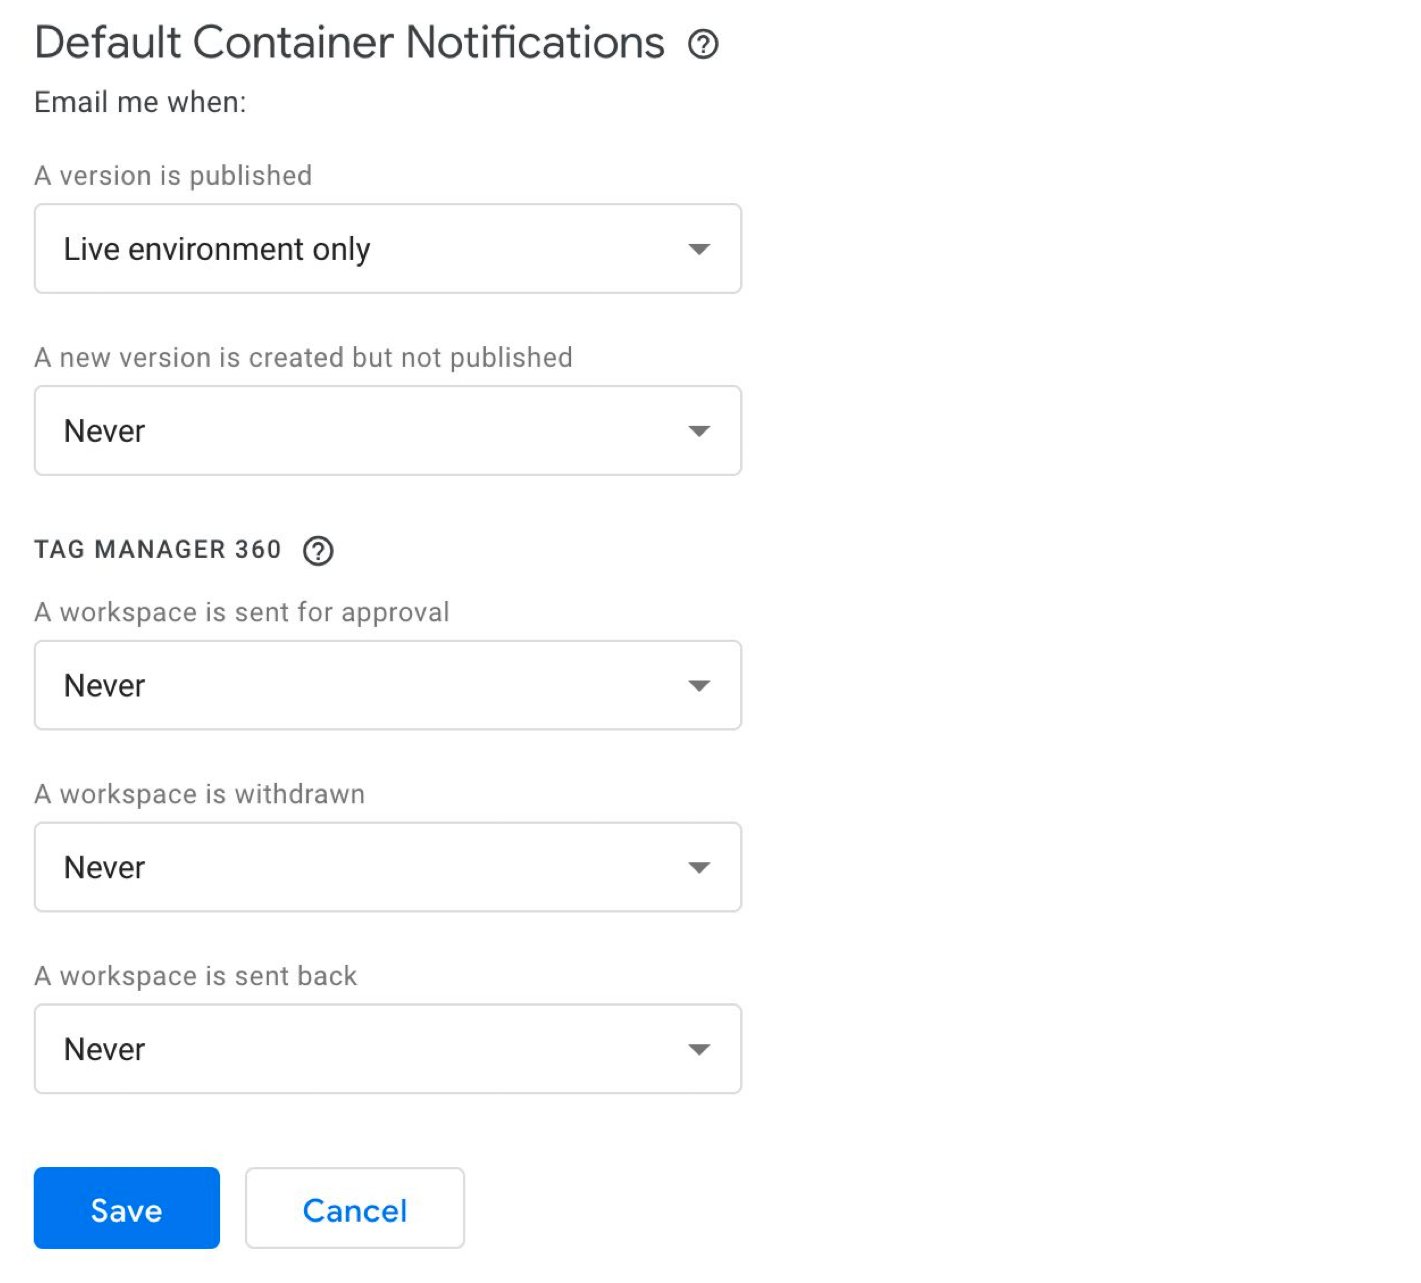 Default Container Notifications
Email me when:
A version is published
Live environment only
A new version is created but not published
Never
TAG MANAGER 360
A workspace is sent for approval
Never
A workspace is withdrawn
Never
A workspace is sent back
Never
Save Cancel